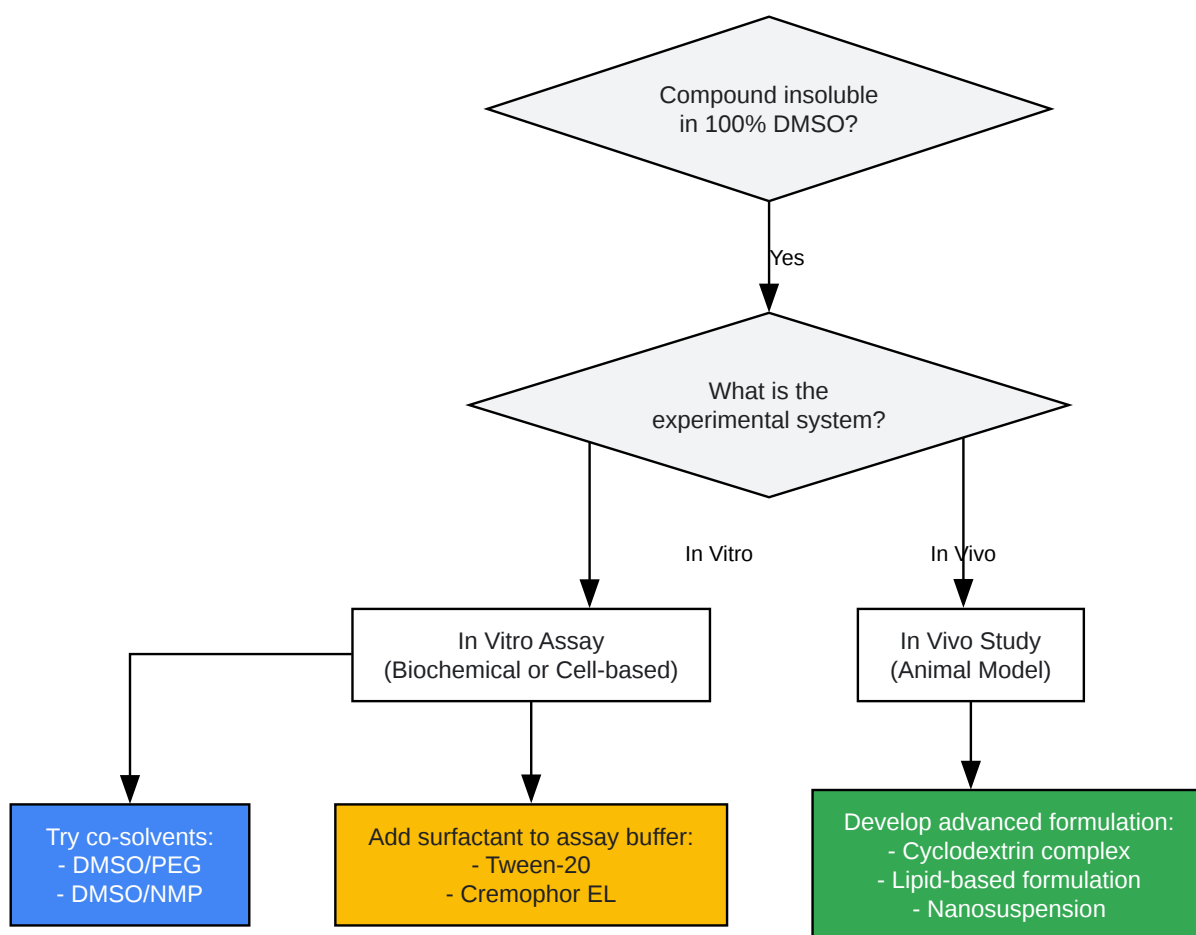 Compound insoluble
in 100% DMSO?
Yes
What is the
experimental system?
In Vitro
In Vivo
In Vitro Assay
(Biochemical or Cell-based)
In Vivo Study
(Animal Model)
Try co-solvents:
- DMSO/PEG
- DMSO/NMP
Add surfactant to assay buffer:
- Tween-20
- Cremophor EL
Develop advanced formulation:
- Cyclodextrin complex
- Lipid-based formulation
- Nanosuspension